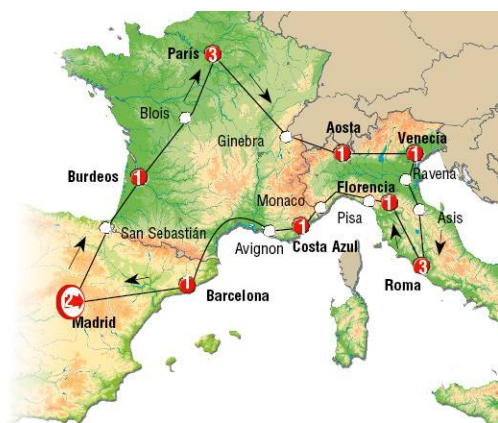 París
3
Blois
Ginebra
Aosta
1
Venecia
1
Ravena
Burdeos
1
Florencia
1
Monaco
Pisa
Asis
San Sebastián
Avignon
1
Costa Azul
Roma
3
Barcelona
1
2
Madrid